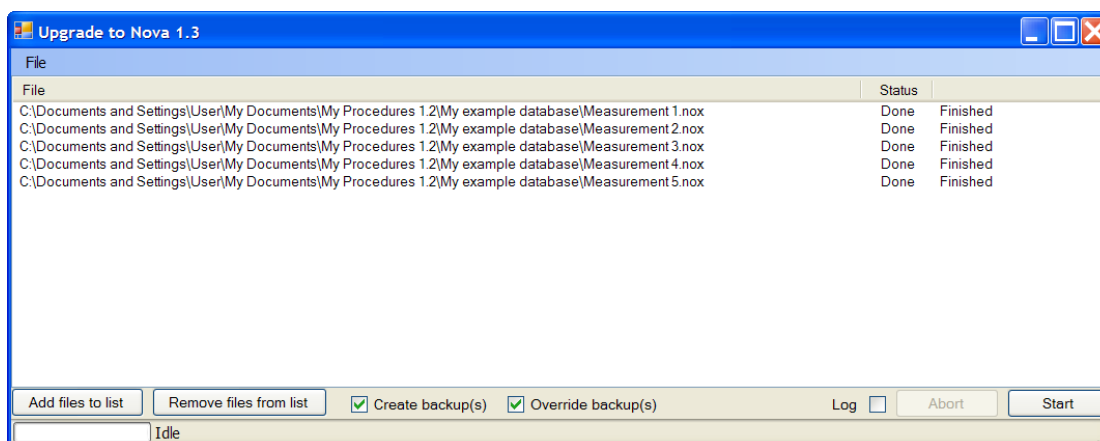 Upgrade to Nova 1.3
File
File Status
C:\Documents and Settings\User\My Documents\My Procedures 1.2\My example database\Measurement 1.nox Done Finished
C:\Documents and Settings\User\My Documents\My Procedures 1.2\My example database\Measurement 2.nox Done Finished
C:\Documents and Settings\User\My Documents\My Procedures 1.2\My example database\Measurement 3.nox Done Finished
C:\Documents and Settings\User\My Documents\My Procedures 1.2\My example database\Measurement 4.nox Done Finished
C:\Documents and Settings\User\My Documents\My Procedures 1.2\My example database\Measurement 5.nox Done Finished
Add files to list Remove files from list Create backup(s) Override backup(s) Log Abort Start
Idle